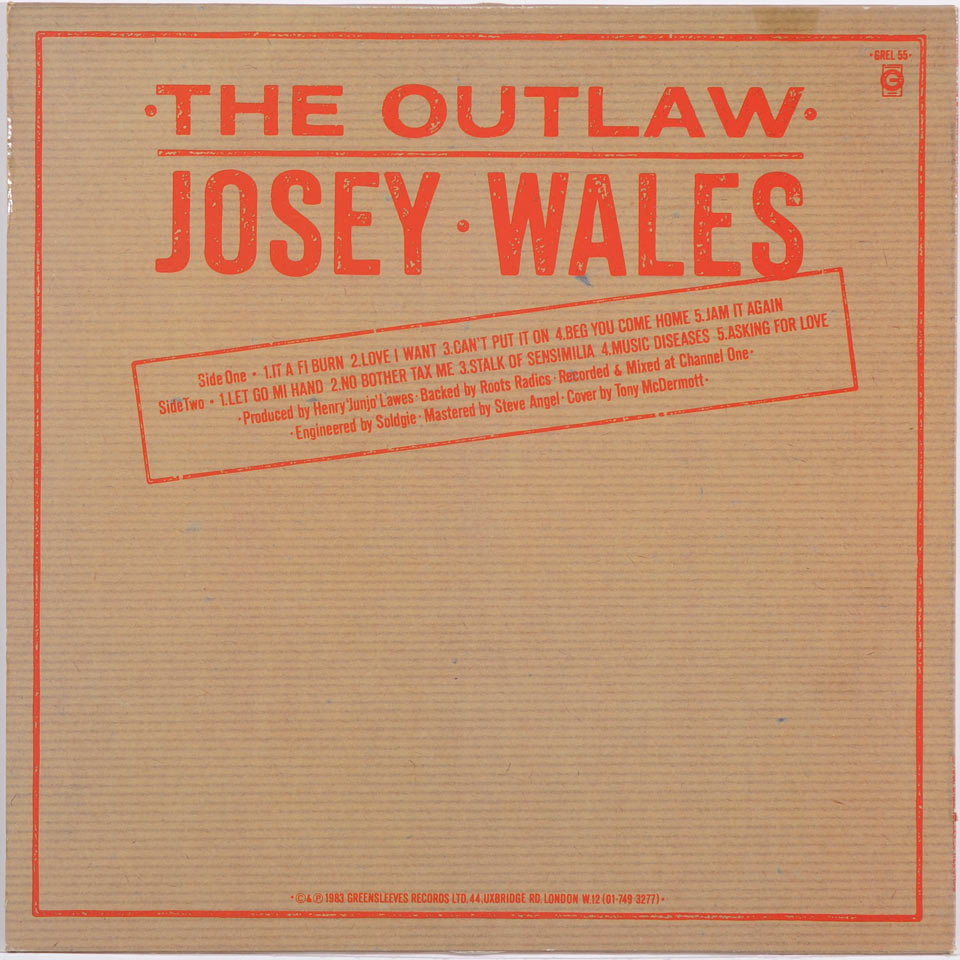 ·GREL 55·
·THE OUTLAW·
JOSEY·WALES
Side One · 1.IT A FI BURN 2.LOVE I WANT 3.CAN'T PUT IT ON 4.BEG YOU COME HOME 5.JAM IT AGAIN
Side Two · 1.LET GO MI HAND 2.NO BOTHER TAX ME 3.STALK OF SENSIMILIA 4.MUSIC DISEASES 5.ASKING FOR LOVE
·Produced by Henry 'Junjo' Lawes·Backed by Roots Radics·Recorded & Mixed at Channel One·
·Engineered by Soldgie·Mastered by Steve Angel·Cover by Tony McDermott·
·©&℗1983 GREENSLEEVES RECORDS LTD. 44,UXBRIDGE RD, LONDON W.12 (01-749-3277)·